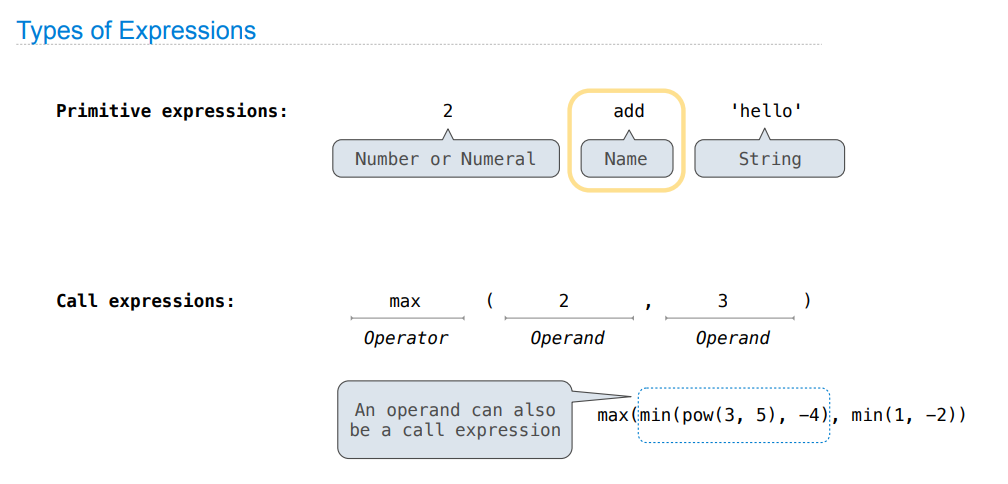 Types of Expressions
Primitive expressions: 2 add 'hello'
Number or Numeral Name String
Call expressions: max ( 2 , 3 )
Operator Operand Operand
An operand can also
be a call expression
max(min(pow(3, 5), −4), min(1, −2))